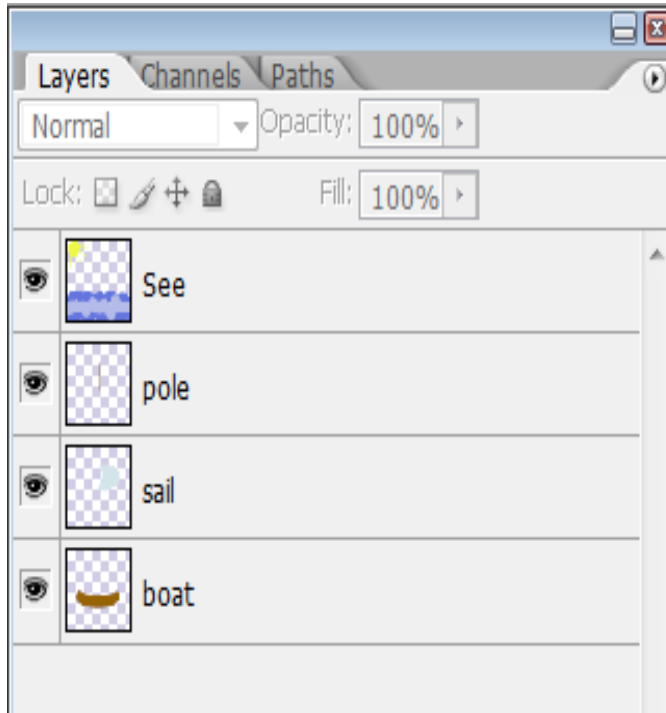 Layers Channels Paths
Normal Opacity: 100%
Lock: Fill: 100%
See
pole
sail
boat